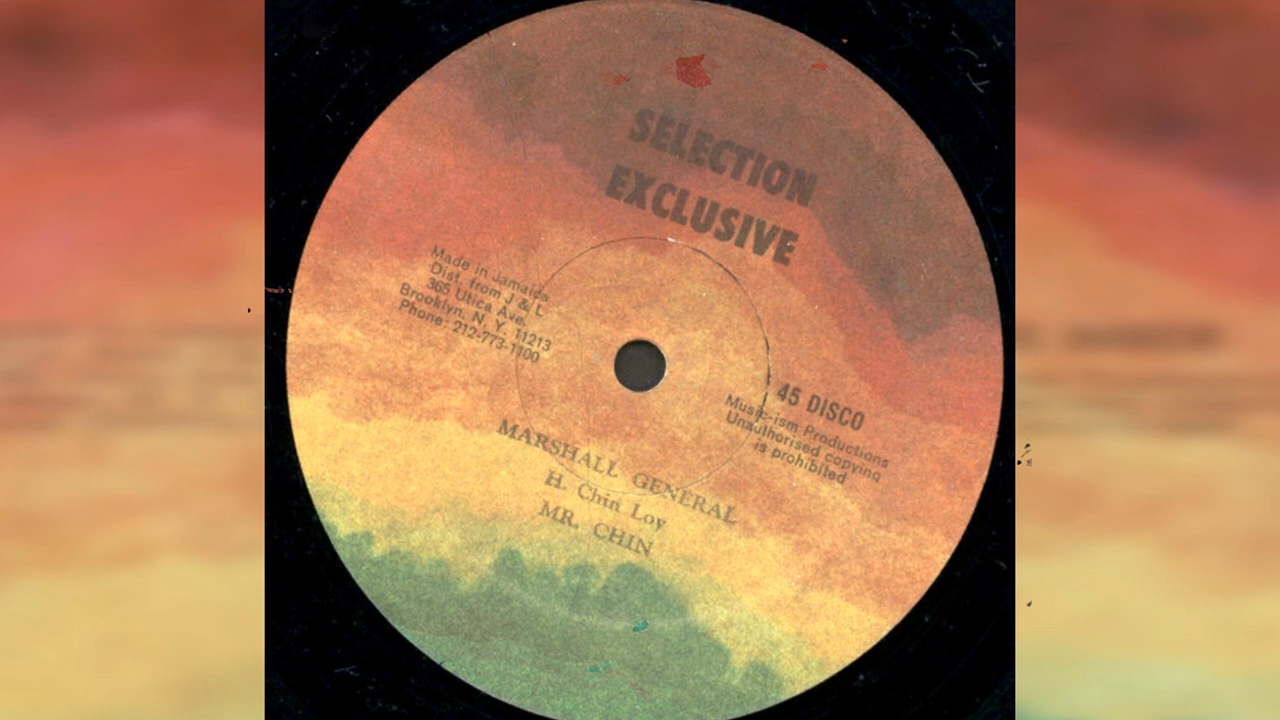 SELECTION
EXCLUSIVE
Made in Jamaica
Dist. from J & L
365 Utica Ave.
Brooklyn, N. Y. 11213
Phone: 212-773-1100
45 DISCO
Music-ism Productions
Unauthorised copying
is prohibited
MARSHALL GENERAL
H. Chin Loy
MR. CHIN